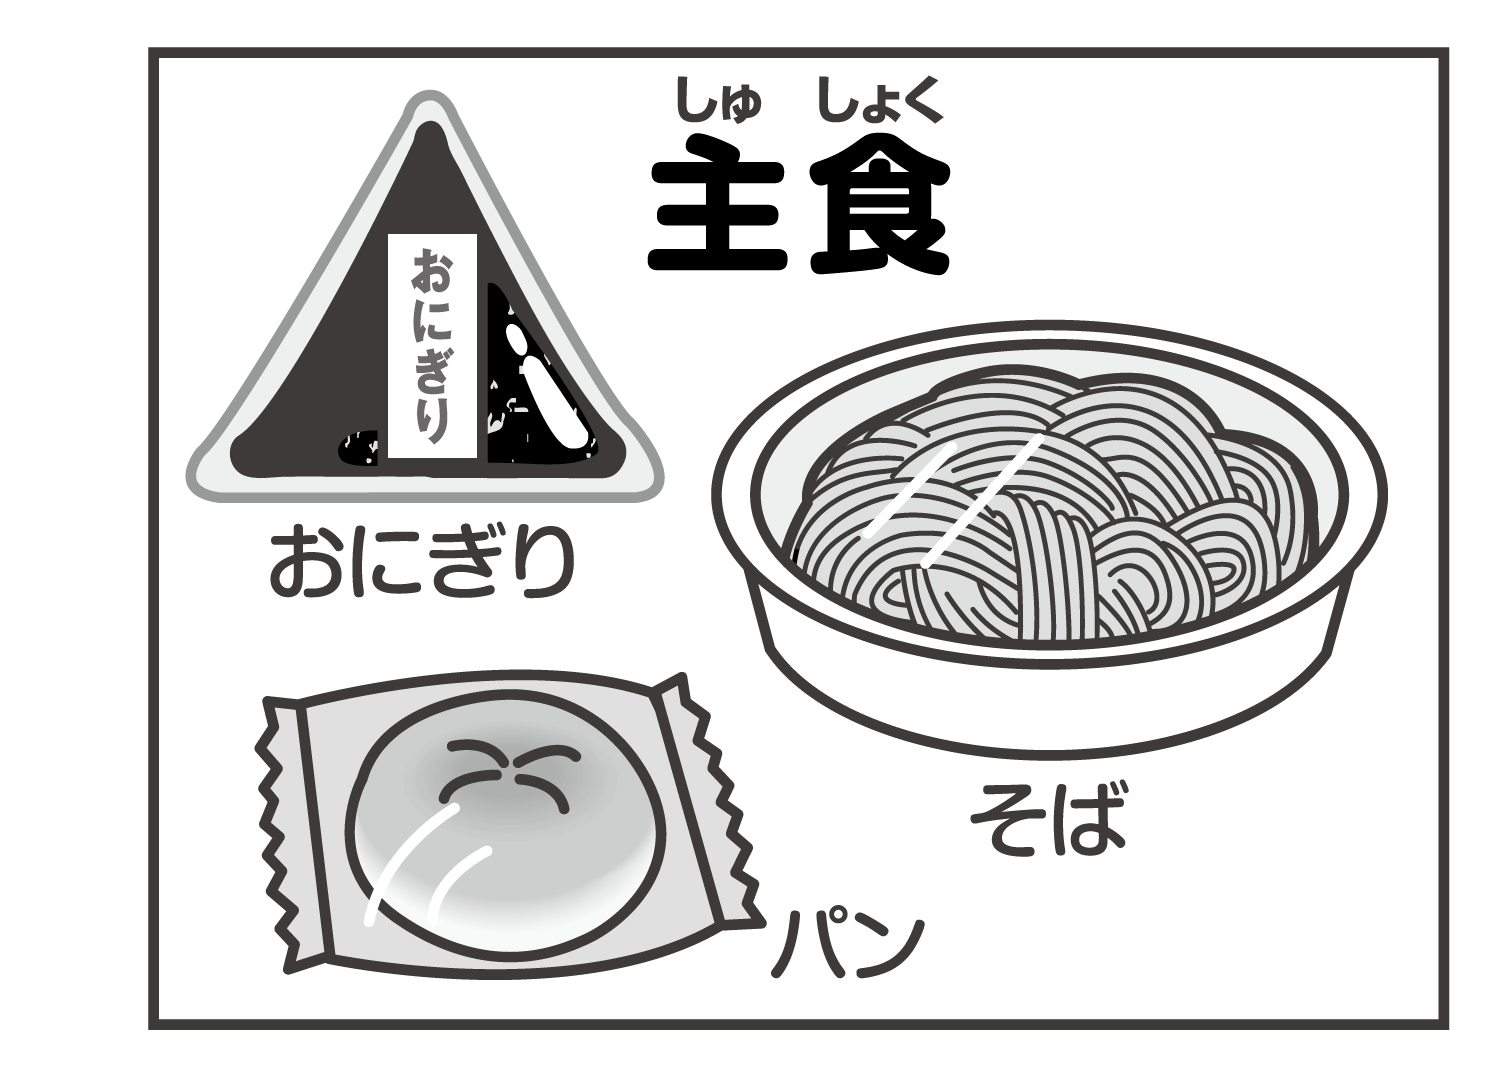 しゅ しょく
主食
おにぎり
おにぎり
そば
パン